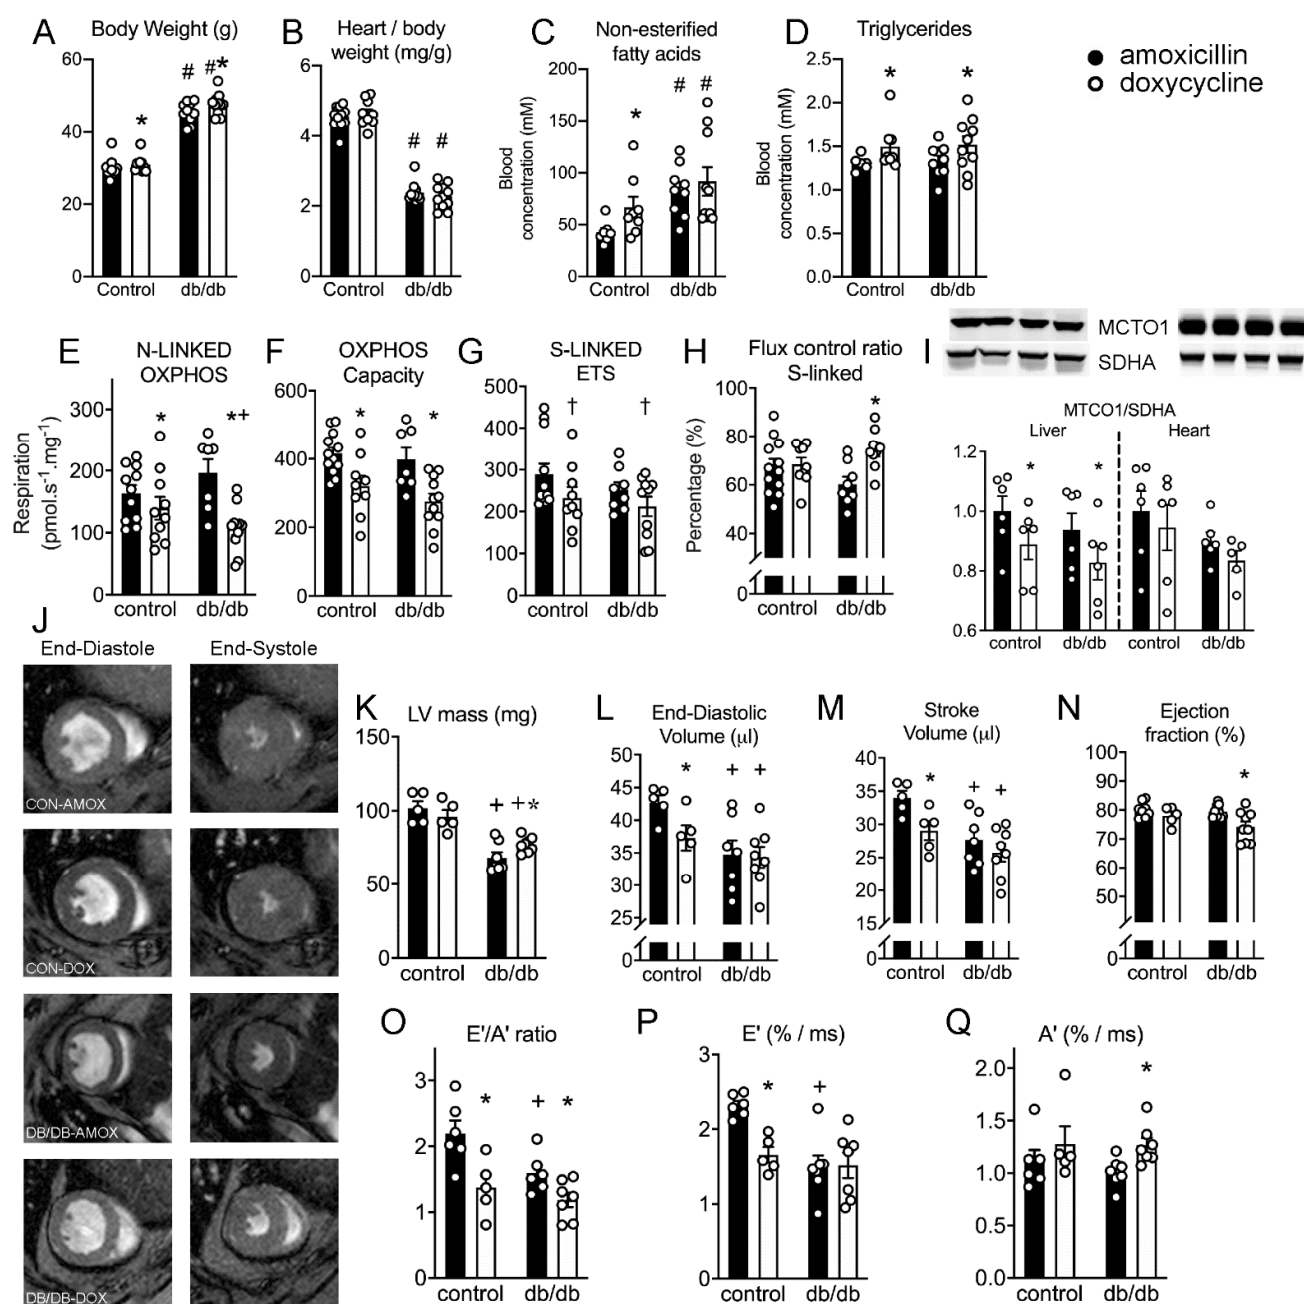 A Body Weight (g)
60
40
20
0
# #*
*
Control db/db
B Heart / body
weight (mg/g)
6
4
2
0
# #
Control db/db
C Non-esterified
fatty acids
Blood
concentration (mM)
200
150
100
50
0
*
# #
Control db/db
D Triglycerides
Blood
concentration (mM)
2.5
2.0
1.5
1.0
0.5
0.0
* *
Control db/db
amoxicillin
doxycycline
E N-LINKED
OXPHOS
Respiration
(pmol.s-1.mg-1)
300
200
100
0
* *+
control db/db
F OXPHOS
Capacity
600
400
200
0
* *
control db/db
G S-LINKED
ETS
500
400
300
200
100
0
† †
control db/db
H Flux control ratio
S-linked
Percentage (%)
100
80
60
40
0
*
control db/db
I
MCTO1
SDHA
MTCO1/SDHA
Liver Heart
1.2
1.0
0.8
0.6
* *
control db/db control db/db
J
End-Diastole End-Systole
CON-AMOX
CON-DOX
DB/DB-AMOX
DB/DB-DOX
K LV mass (mg)
150
100
50
0
+ +*
control db/db
L End-Diastolic
Volume (µl)
50
45
40
35
30
25
0
* + +
control db/db
M Stroke
Volume (µl)
40
35
30
25
20
15
0
* + +
control db/db
N Ejection
fraction (%)
100
90
80
70
60
50
0
*
control db/db
O E'/A' ratio
3
2
1
0
* + *
control db/db
P E' (% / ms)
3
2
1
0
* +
control db/db
Q A' (% / ms)
2.0
1.5
1.0
0.5
0.0
*
control db/db